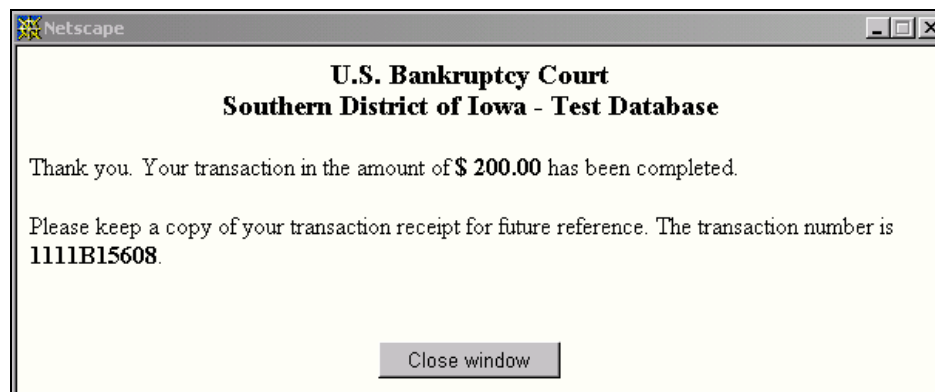 Netscape
U.S. Bankruptcy Court
Southern District of Iowa - Test Database
Thank you. Your transaction in the amount of $ 200.00 has been completed.
Please keep a copy of your transaction receipt for future reference. The transaction number is
1111B15608.
Close window